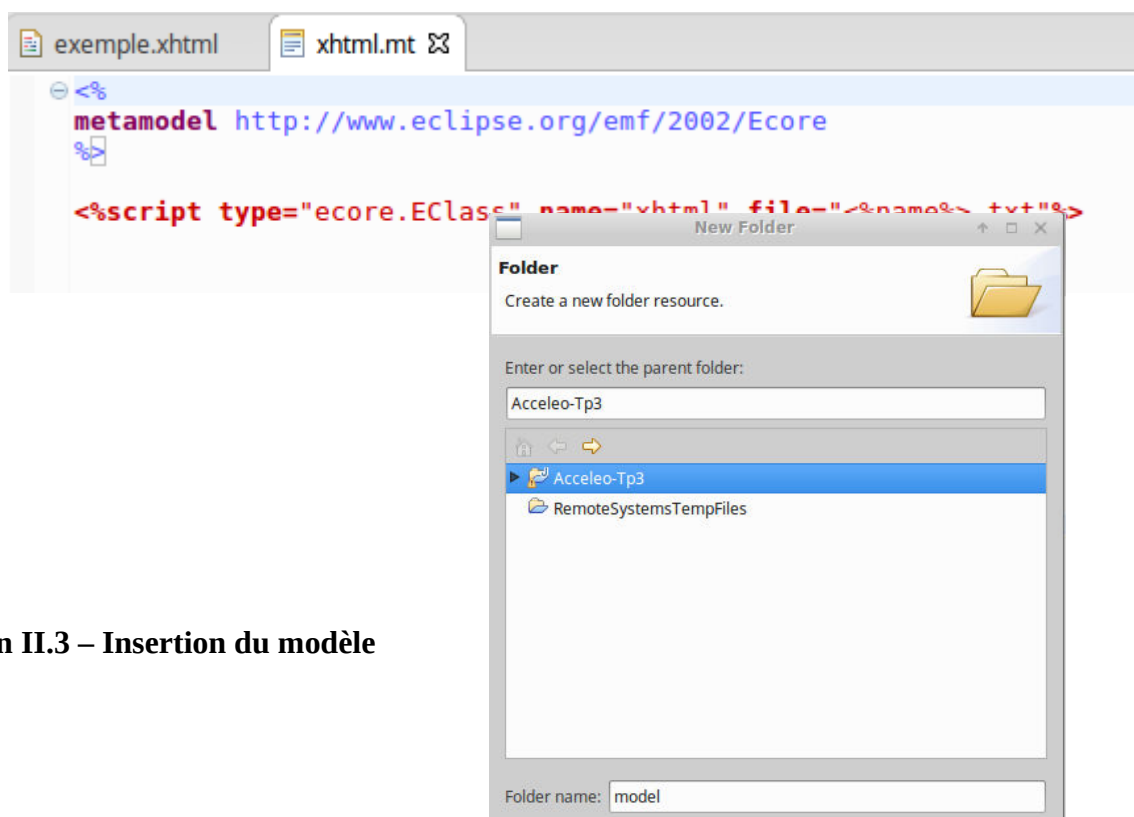 exemple.xhtml xhtml.mt
<%
metamodel http://www.eclipse.org/emf/2002/Ecore
%>
<%script type="ecore.EClass" name="xhtml" file="<%name%>.txt"%>
New Folder
Folder
Create a new folder resource.
Enter or select the parent folder:
Acceleo-Tp3
Acceleo-Tp3
RemoteSystemsTempFiles
n II.3 – Insertion du modèle
Folder name: model